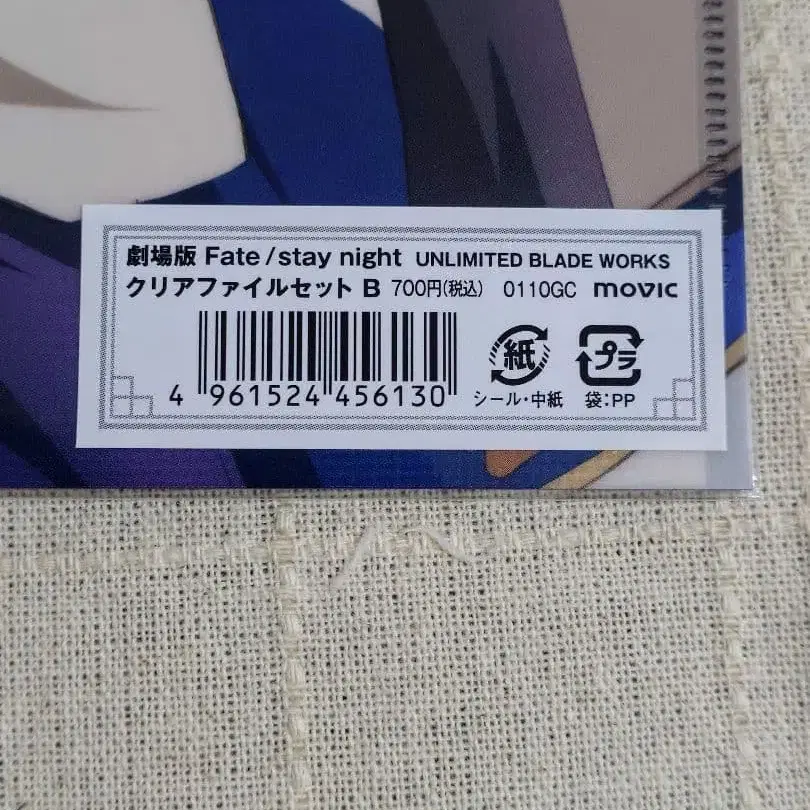 劇場版 Fate/stay night UNLIMITED BLADE WORKS
クリアファイルセット B 700円(税込) 0110GC movic
4 961524 456130
紙
シール・中紙
プラ
袋:PP